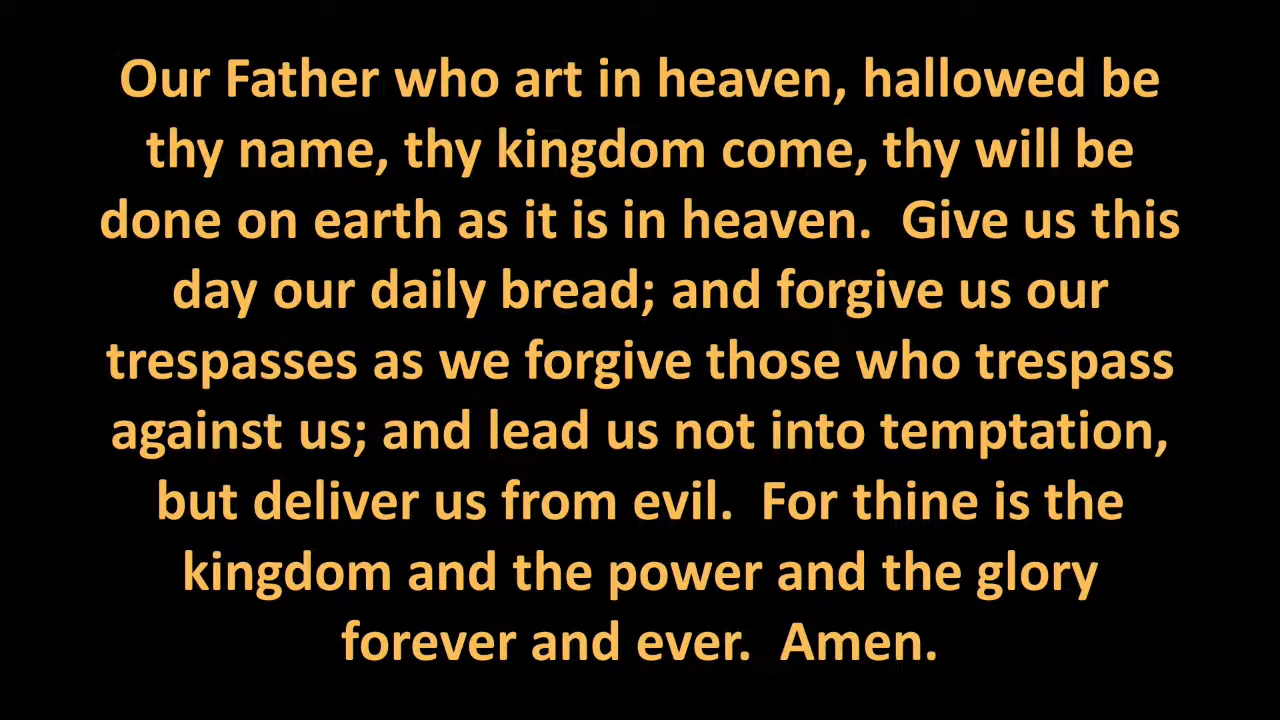 Our Father who art in heaven, hallowed be
thy name, thy kingdom come, thy will be
done on earth as it is in heaven.  Give us this
day our daily bread; and forgive us our
trespasses as we forgive those who trespass
against us; and lead us not into temptation,
but deliver us from evil.  For thine is the
kingdom and the power and the glory
forever and ever.  Amen.